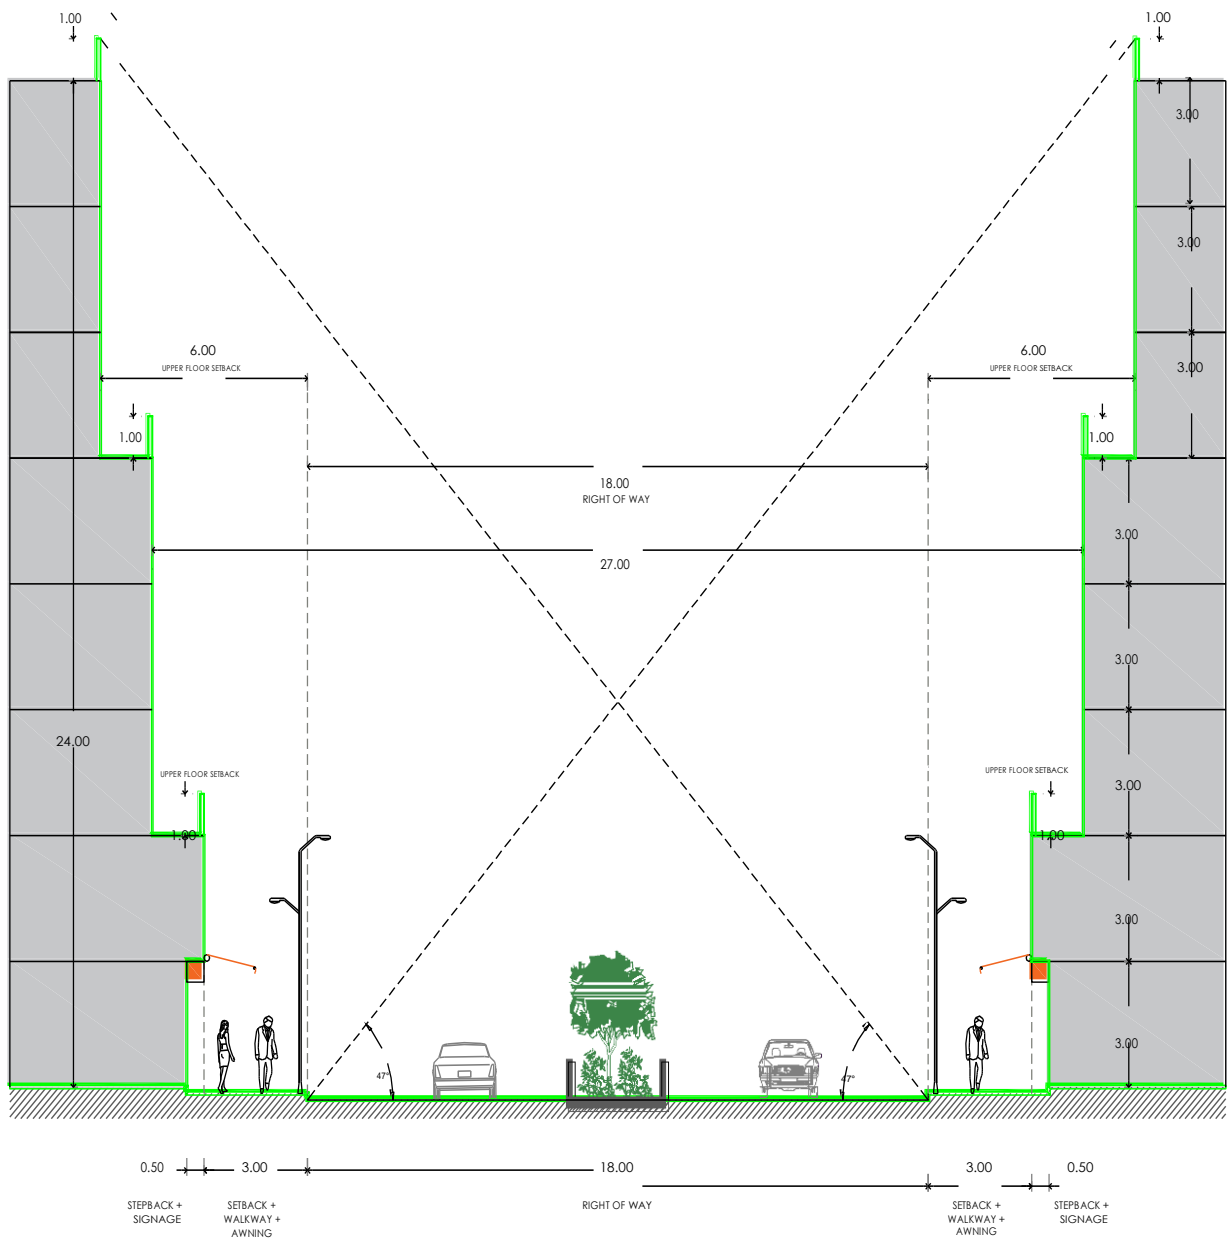 1.00
1.00
3.00
3.00
6.00
UPPER FLOOR SETBACK
6.00
UPPER FLOOR SETBACK
3.00
1.00
1.00
18.00
RIGHT OF WAY
3.00
27.00
3.00
24.00
UPPER FLOOR SETBACK
UPPER FLOOR SETBACK
3.00
1.00
1.00
3.00
3.00
47°
47°
0.50
3.00
18.00
3.00
0.50
STEPBACK +
SIGNAGE
SETBACK +
WALKWAY +
AWNING
RIGHT OF WAY
SETBACK +
WALKWAY +
AWNING
STEPBACK +
SIGNAGE